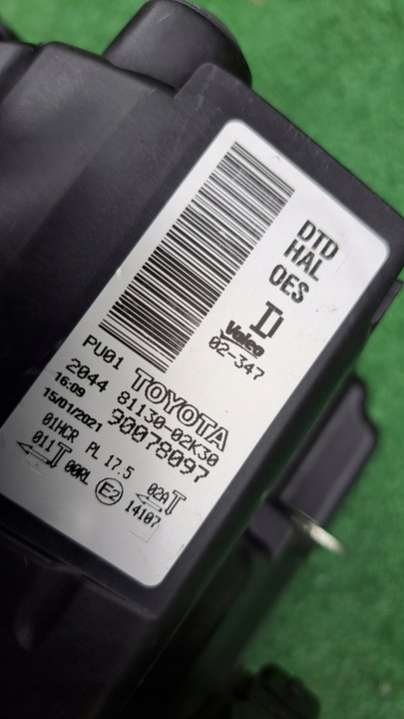 DTD
HAL
OES
D
Valeo
02-347
PU01 TOYOTA
2044 81130-02K30
16:09 90078097
15/01/2021
01HCR PL 17.5 02A
011 00RL E2 14107